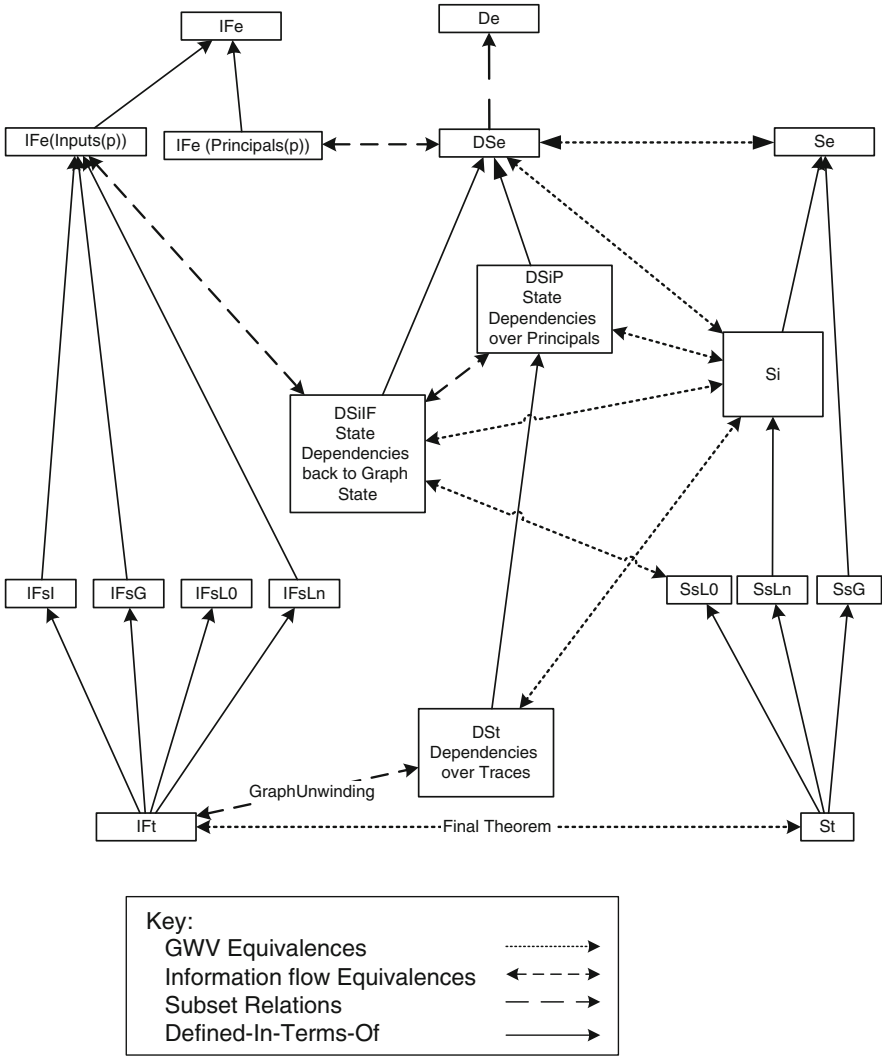 IFe
De
IFe(Inputs(p))
IFe (Principals(p))
DSe
Se
DSiP
State
Dependencies
over Principals
Si
DSiIF
State
Dependencies
back to Graph
State
IFsI
IFsG
IFsL0
IFsLn
SsL0
SsLn
SsG
DSt
Dependencies
over Traces
GraphUnwinding
IFt
Final Theorem
St
Key:
GWV Equivalences
Information flow Equivalences
Subset Relations
Defined-In-Terms-Of